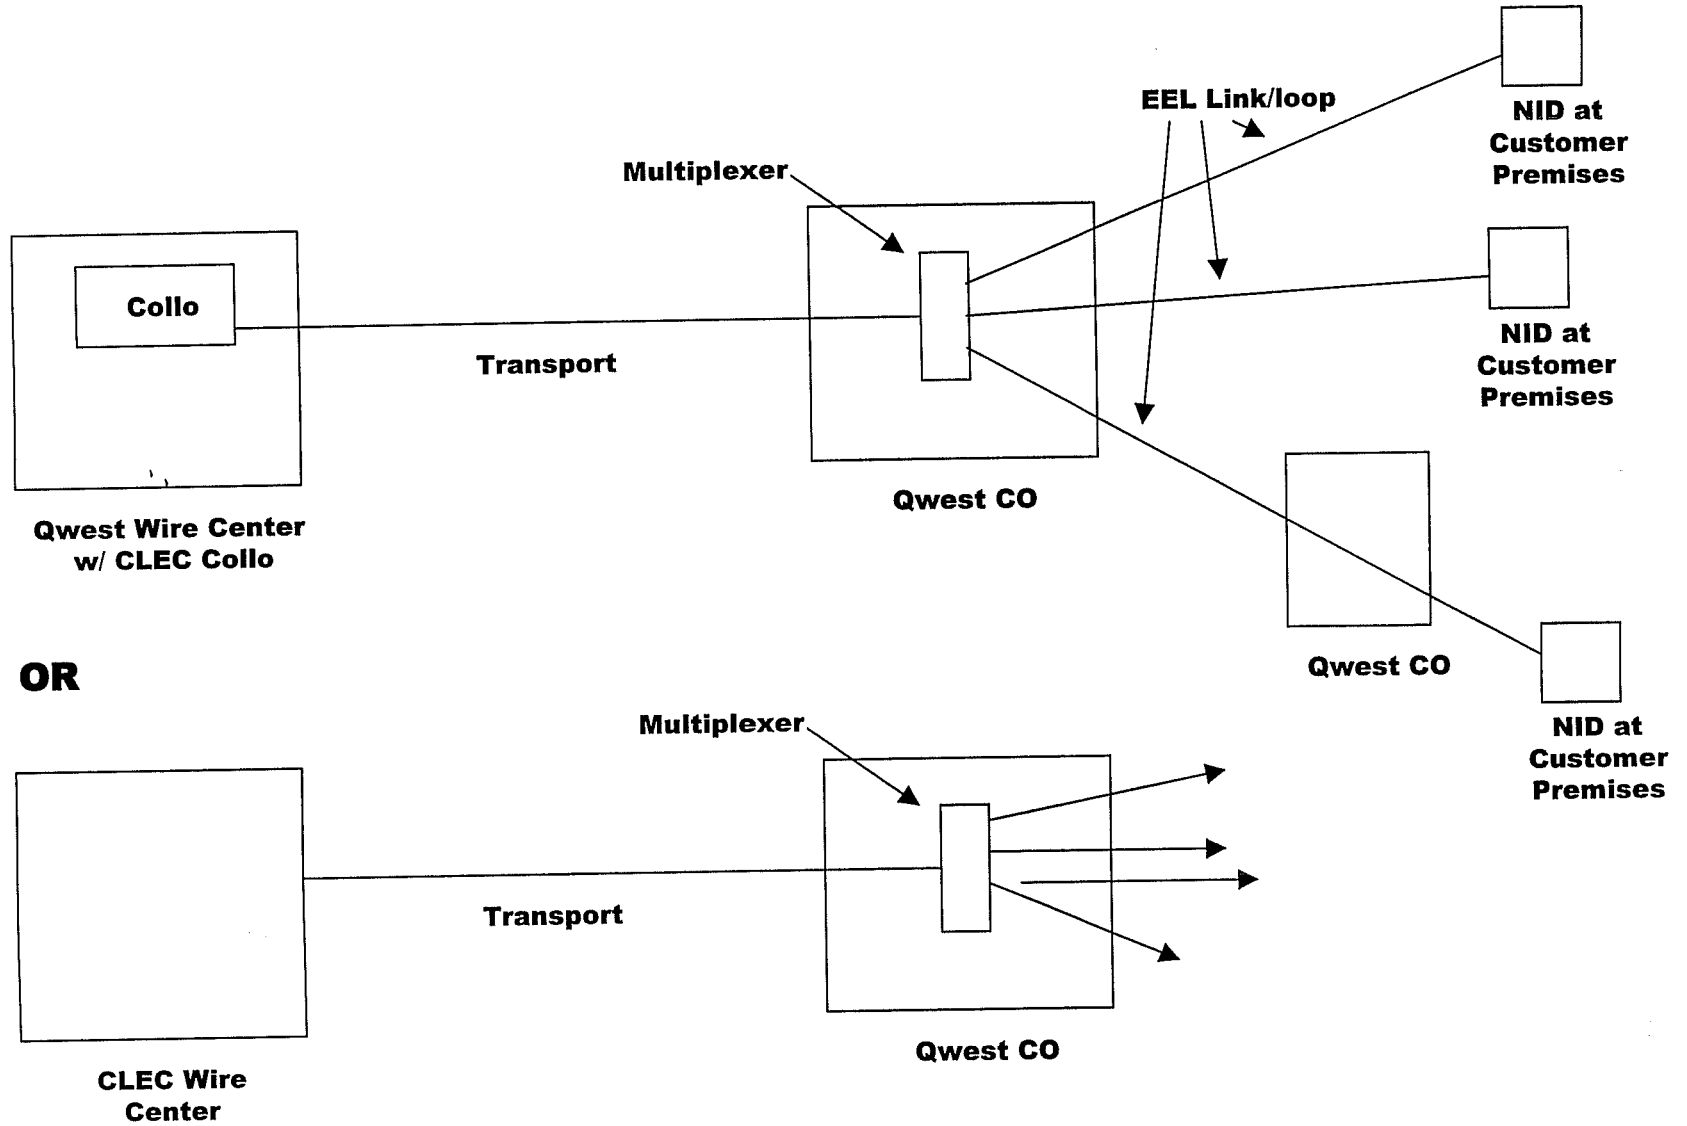 NID at
Customer
Premises
EEL Link/loop
Multiplexer
Collo
Transport
NID at
Customer
Premises
Qwest CO
Qwest Wire Center
w/ CLEC Collo
Qwest CO
OR
NID at
Customer
Premises
Multiplexer
Transport
Qwest CO
CLEC Wire
Center